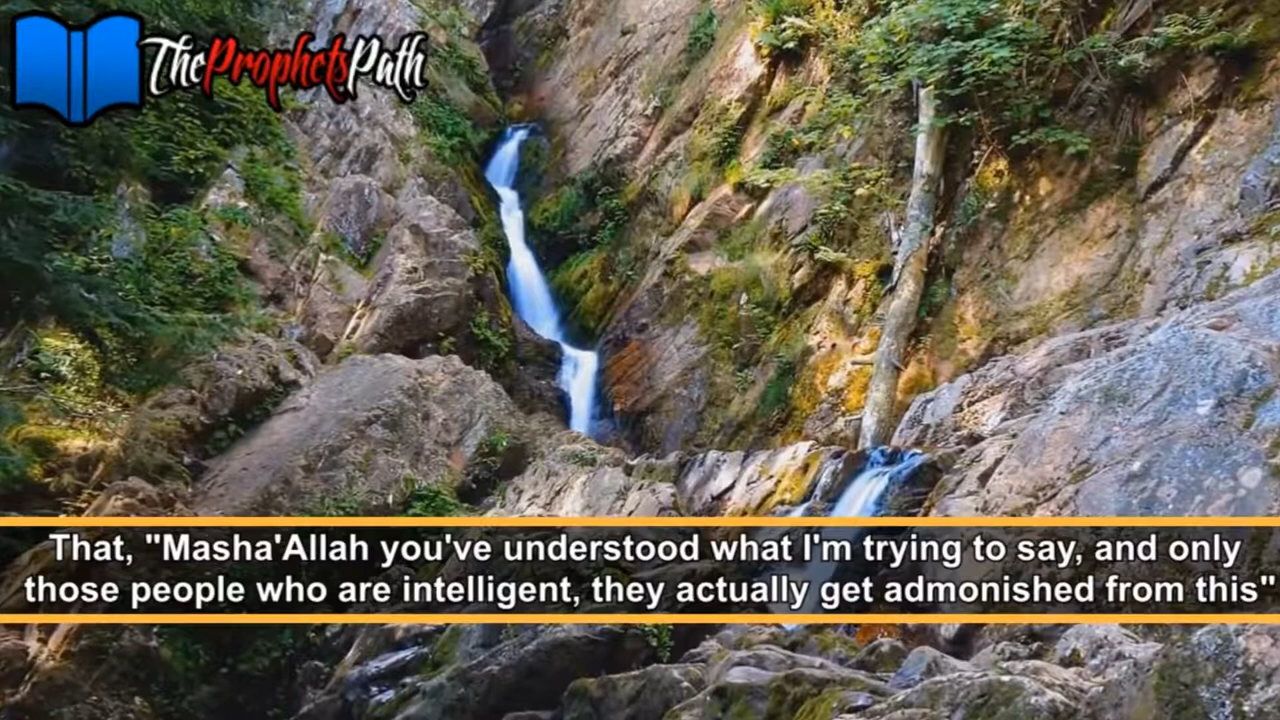 TheProphetsPath
That, "Masha'Allah you've understood what I'm trying to say, and only
those people who are intelligent, they actually get admonished from this"